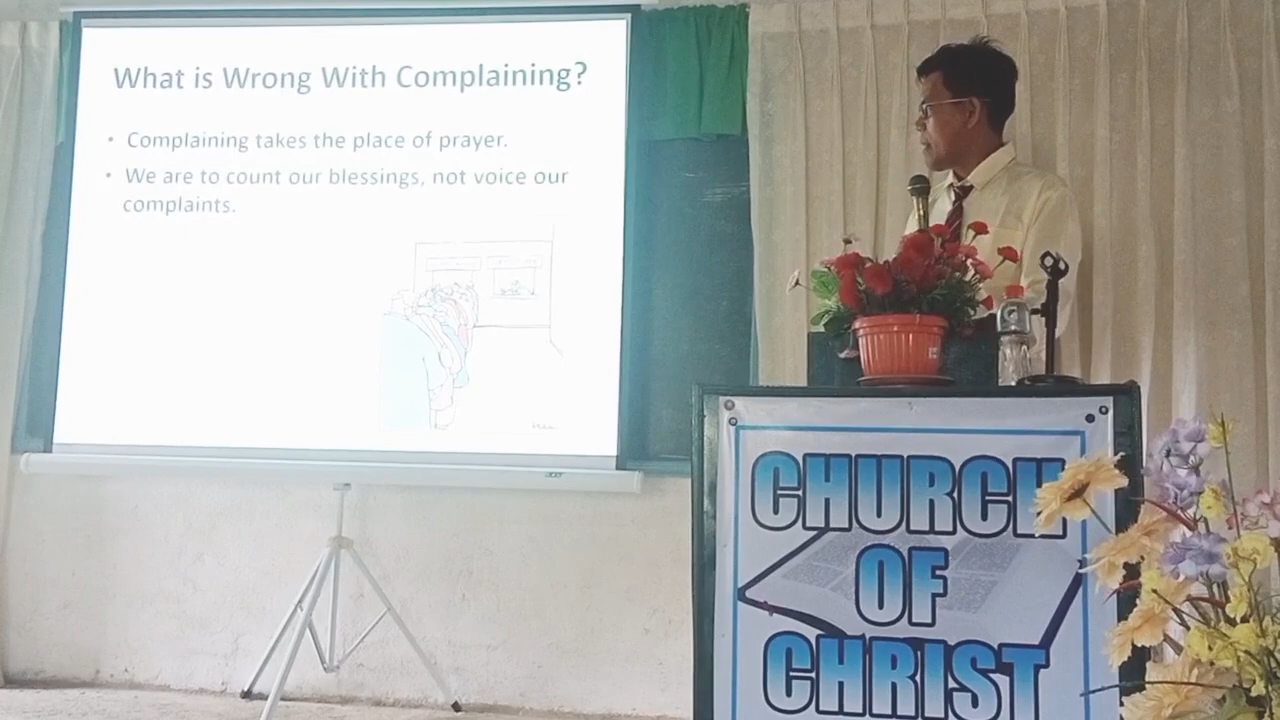 What is Wrong With Complaining?
• Complaining takes the place of prayer.
• We are to count our blessings, not voice our
complaints.
CHURCH
OF
CHRIST